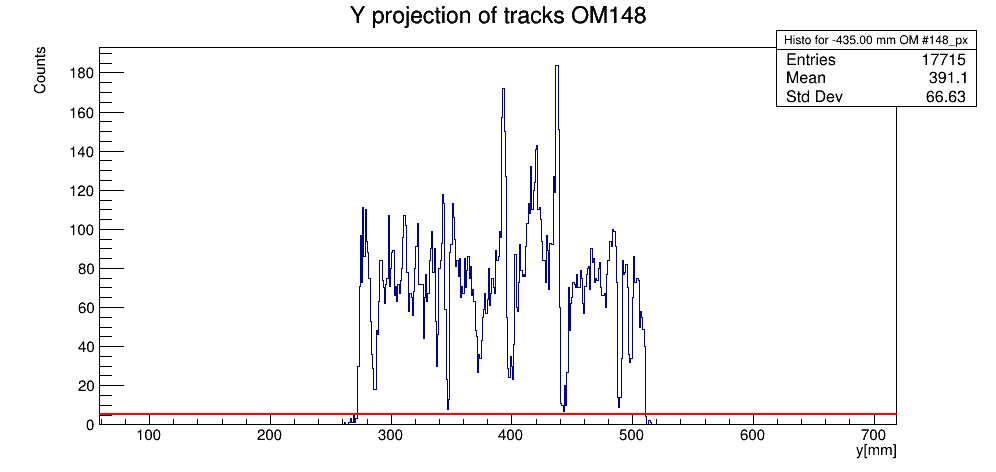 Y projection of tracks OM148
Histo for -435.00 mm OM #148_px
Entries 17715
Mean 391.1
Std Dev 66.63
Counts
180
160
140
120
100
80
60
40
20
0
100 200 300 400 500 600 700
y[mm]